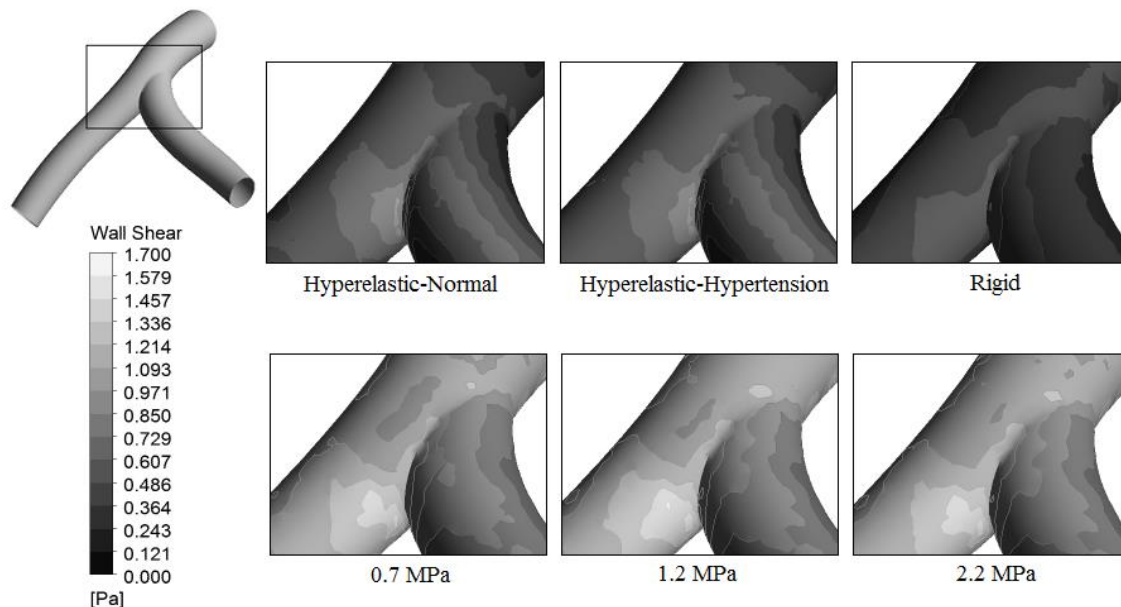 Wall Shear
1.700
1.579
1.457
1.336
1.214
1.093
0.971
0.850
0.729
0.607
0.486
0.364
0.243
0.121
0.000
[Pa]
Hyperelastic-Normal
Hyperelastic-Hypertension
Rigid
0.7 MPa
1.2 MPa
2.2 MPa